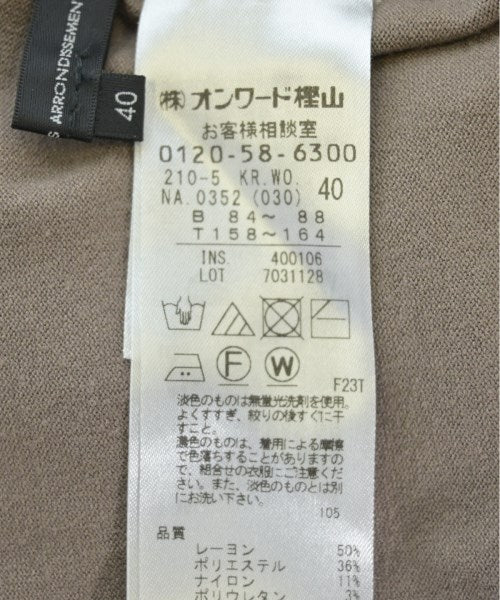 S ARRONDISSEMENT
40
㈱オンワード樫山
お客様相談室
0120-58-6300
210-5 KR.WO. 40
NA.0352 (030)
B 84～ 88
T158～164
INS. 400106
LOT 7031128
F W
F23T
淡色のものは無蛍光洗剤を使用。
よくすすぎ、絞りの後すぐに干
すこと。
濃色のものは、着用による摩擦
で色落ちすることがありますの
で、組合せの衣服にご注意くだ
さい。また、淡色のものとは別
にお洗い下さい。
105
品質
レーヨン 50%
ポリエステル 36%
ナイロン 11%
ポリウレタン 3%